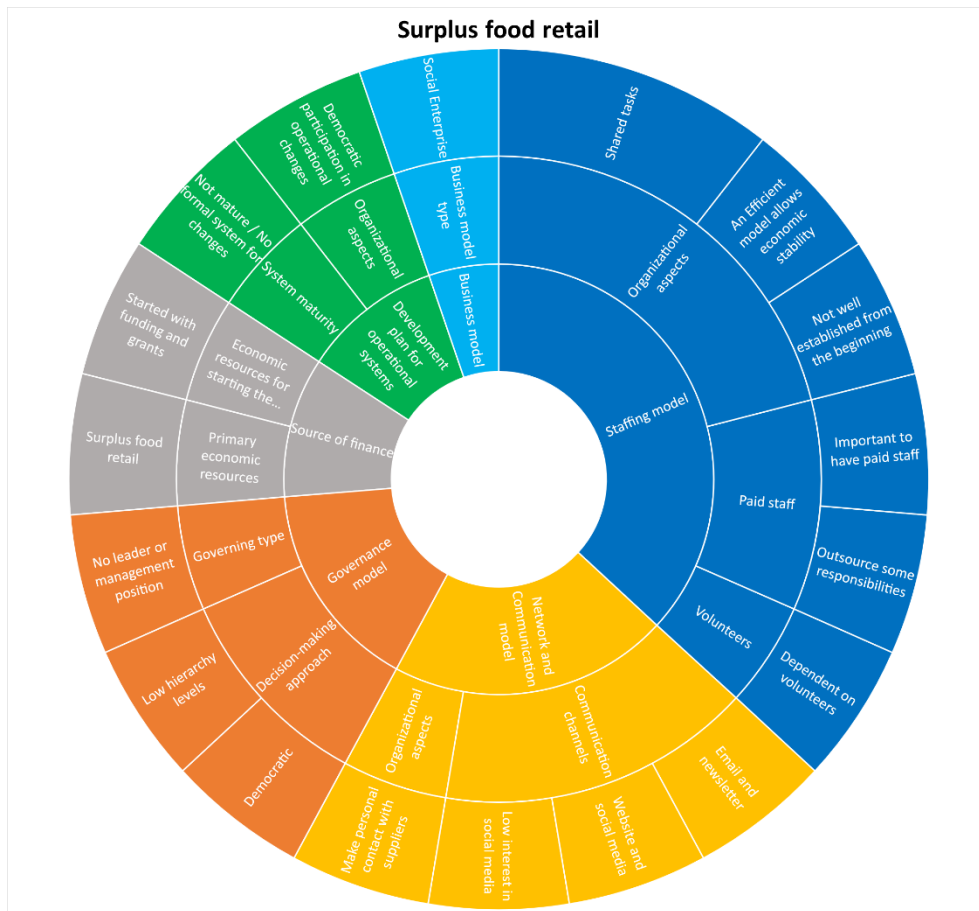 Surplus food retail
Shared tasks
An Efficient
model allows
economic
stability
Not well
established from
the beginning
Organizational
aspects
Important to
have paid staff
Outsource some
responsibilities
Paid staff
Dependent on
volunteers
Volunteers
Staffing model
Email and
newsletter
Website and
social media
Low interest in
social media
Communication
channels
Make personal
contact with
suppliers
Organizational
aspects
Network and
Communication
model
Democratic
Low hierarchy
levels
Decision-making
approach
No leader or
management
position
Governing type
Governance
model
Surplus food
retail
Primary
economic
resources
Started with
funding and
grants
Economic
resources for
starting the...
Source of finance
Not mature / No
formal system for
changes
System maturity
Democratic
participation in
operational
changes
Organizational
aspects
Development
plan for
operational
systems
Social Enterprise
Business model
type
Business model